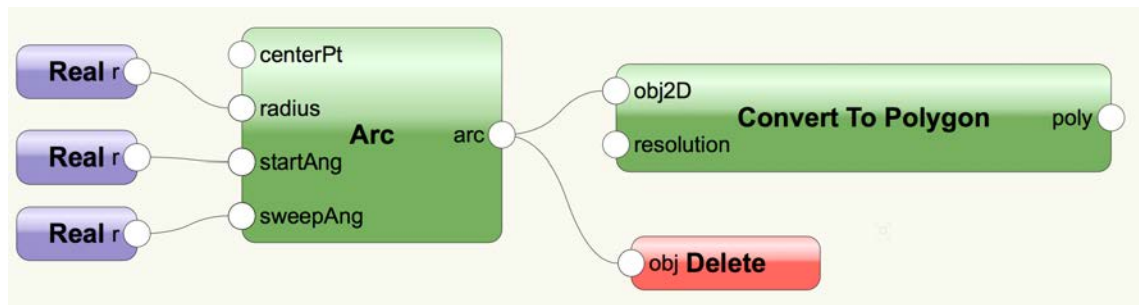 Real r
Real r
Real r
centerPt
radius
startAng
sweepAng
Arc
arc
obj2D
resolution
Convert To Polygon
poly
obj Delete